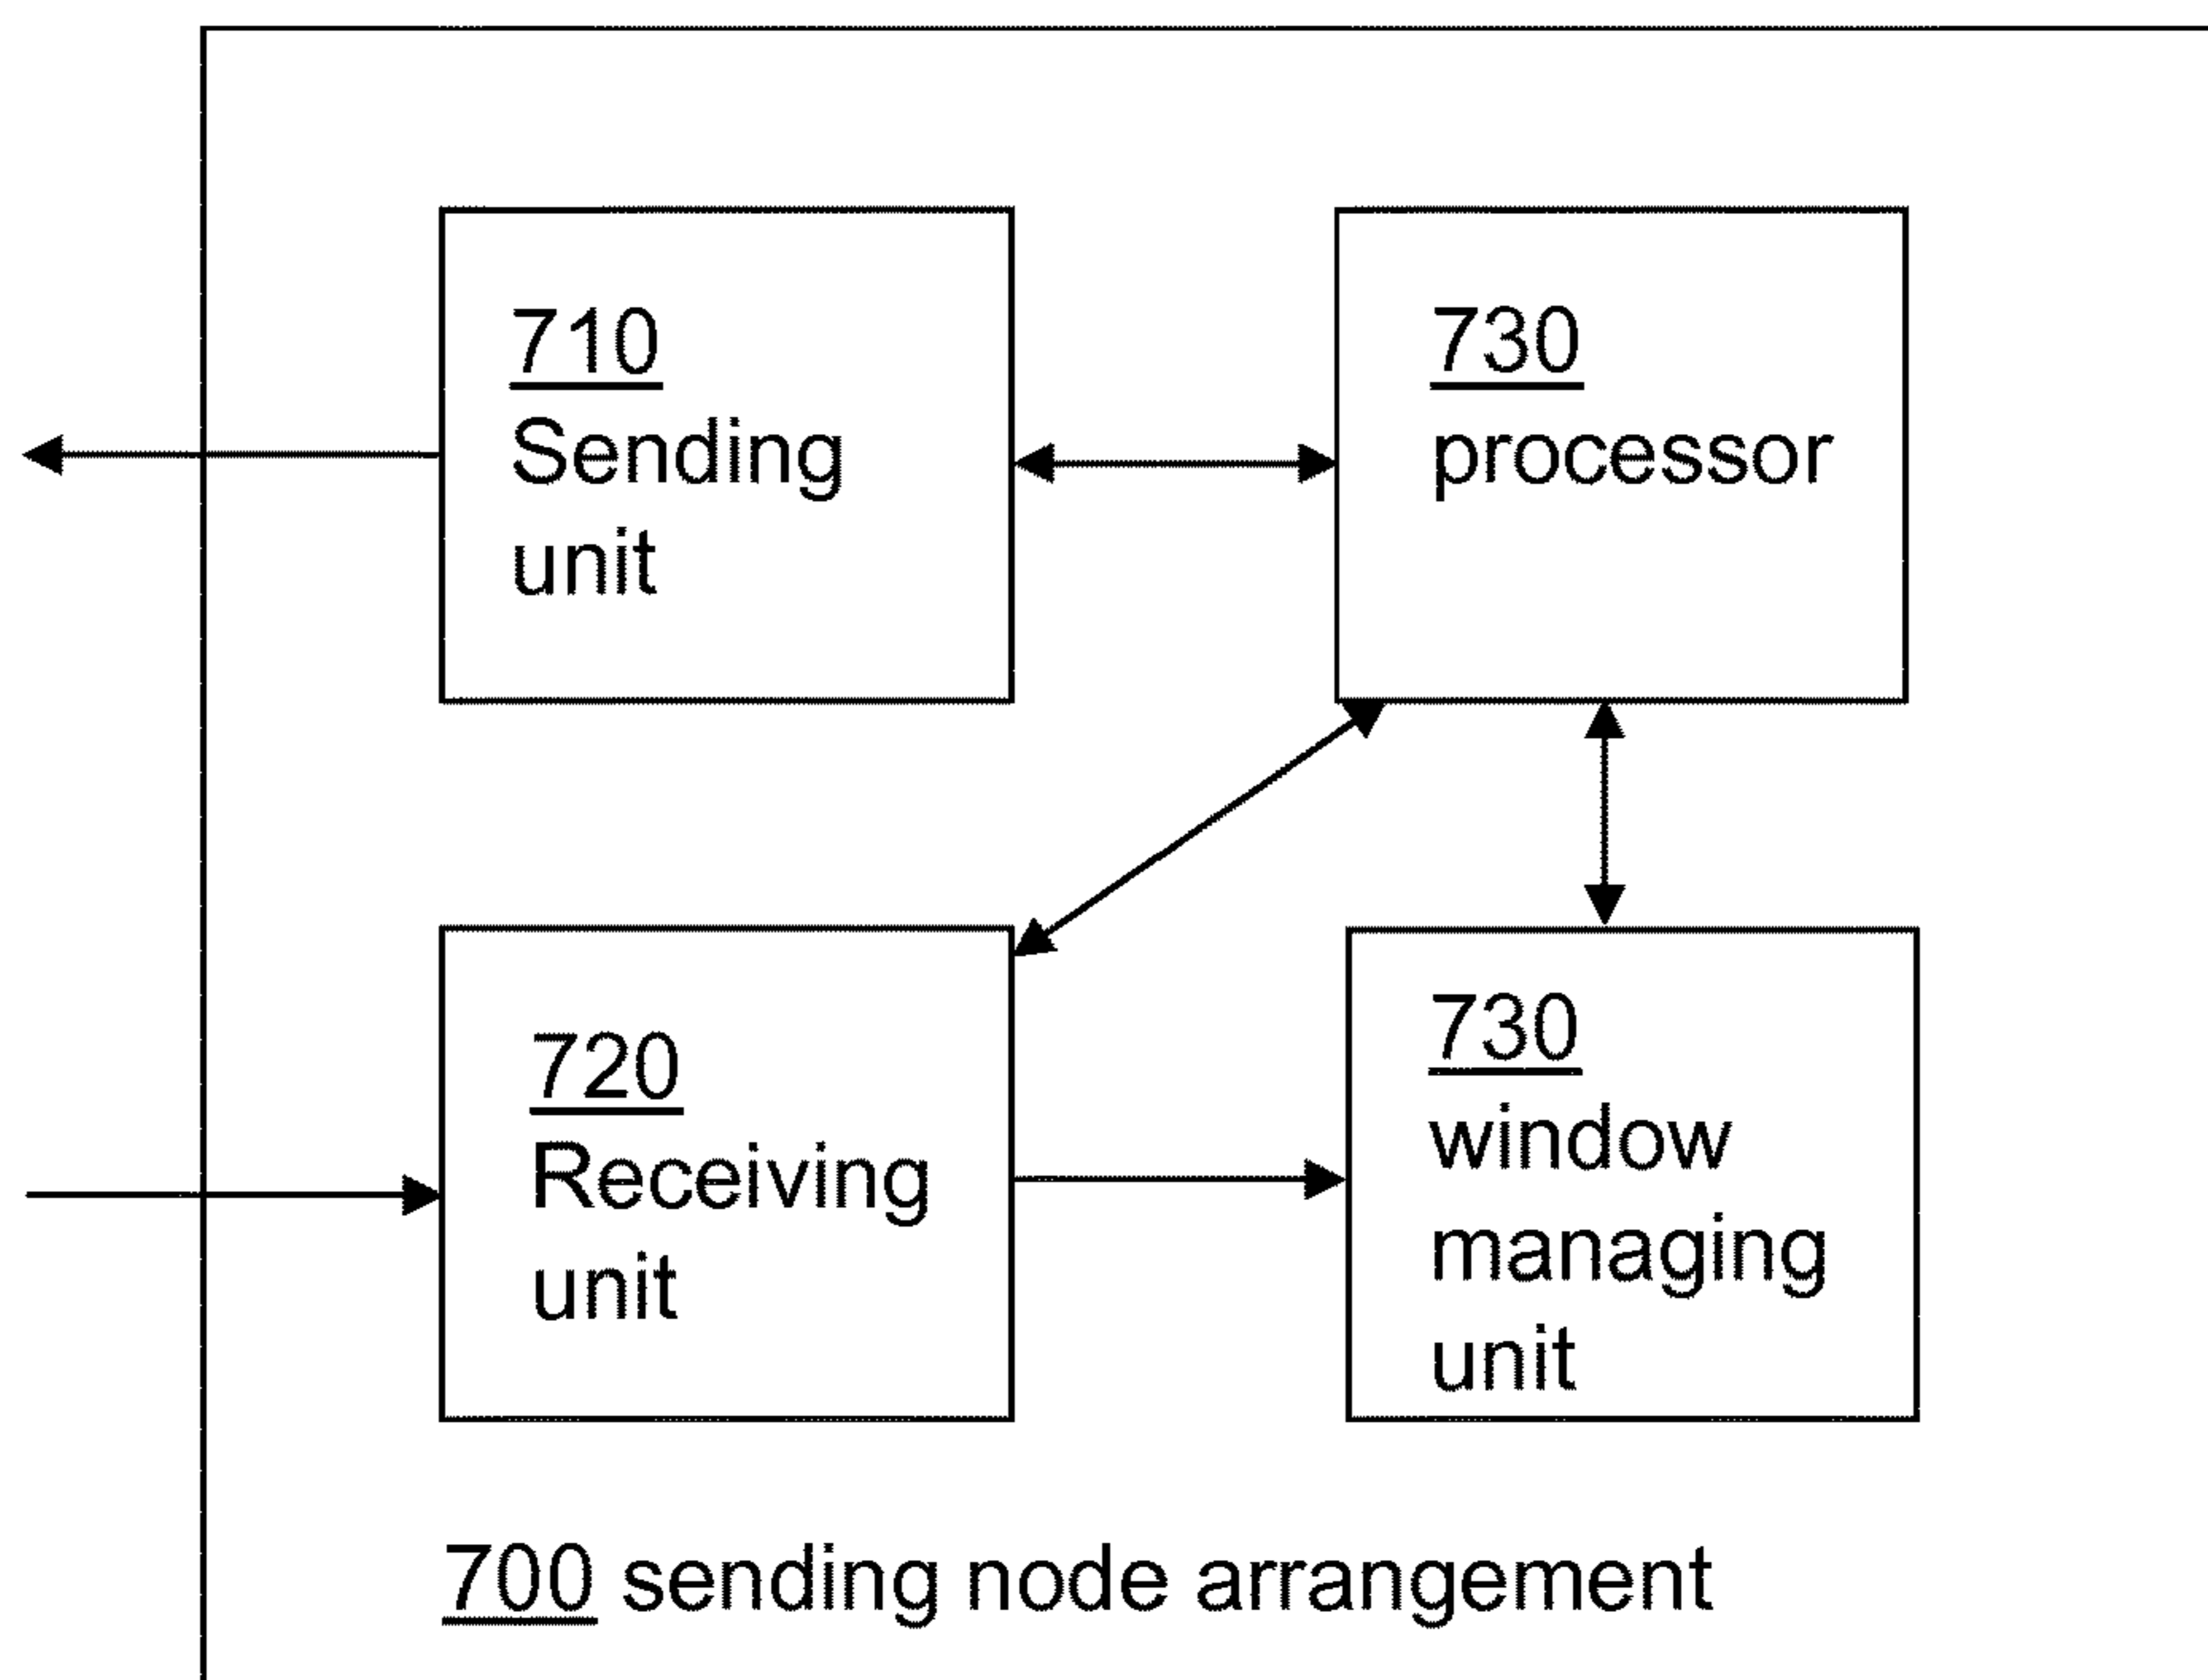 710
Sending
unit
730
processor
720
Receiving
unit
730
window
managing
unit
700 sending node arrangement